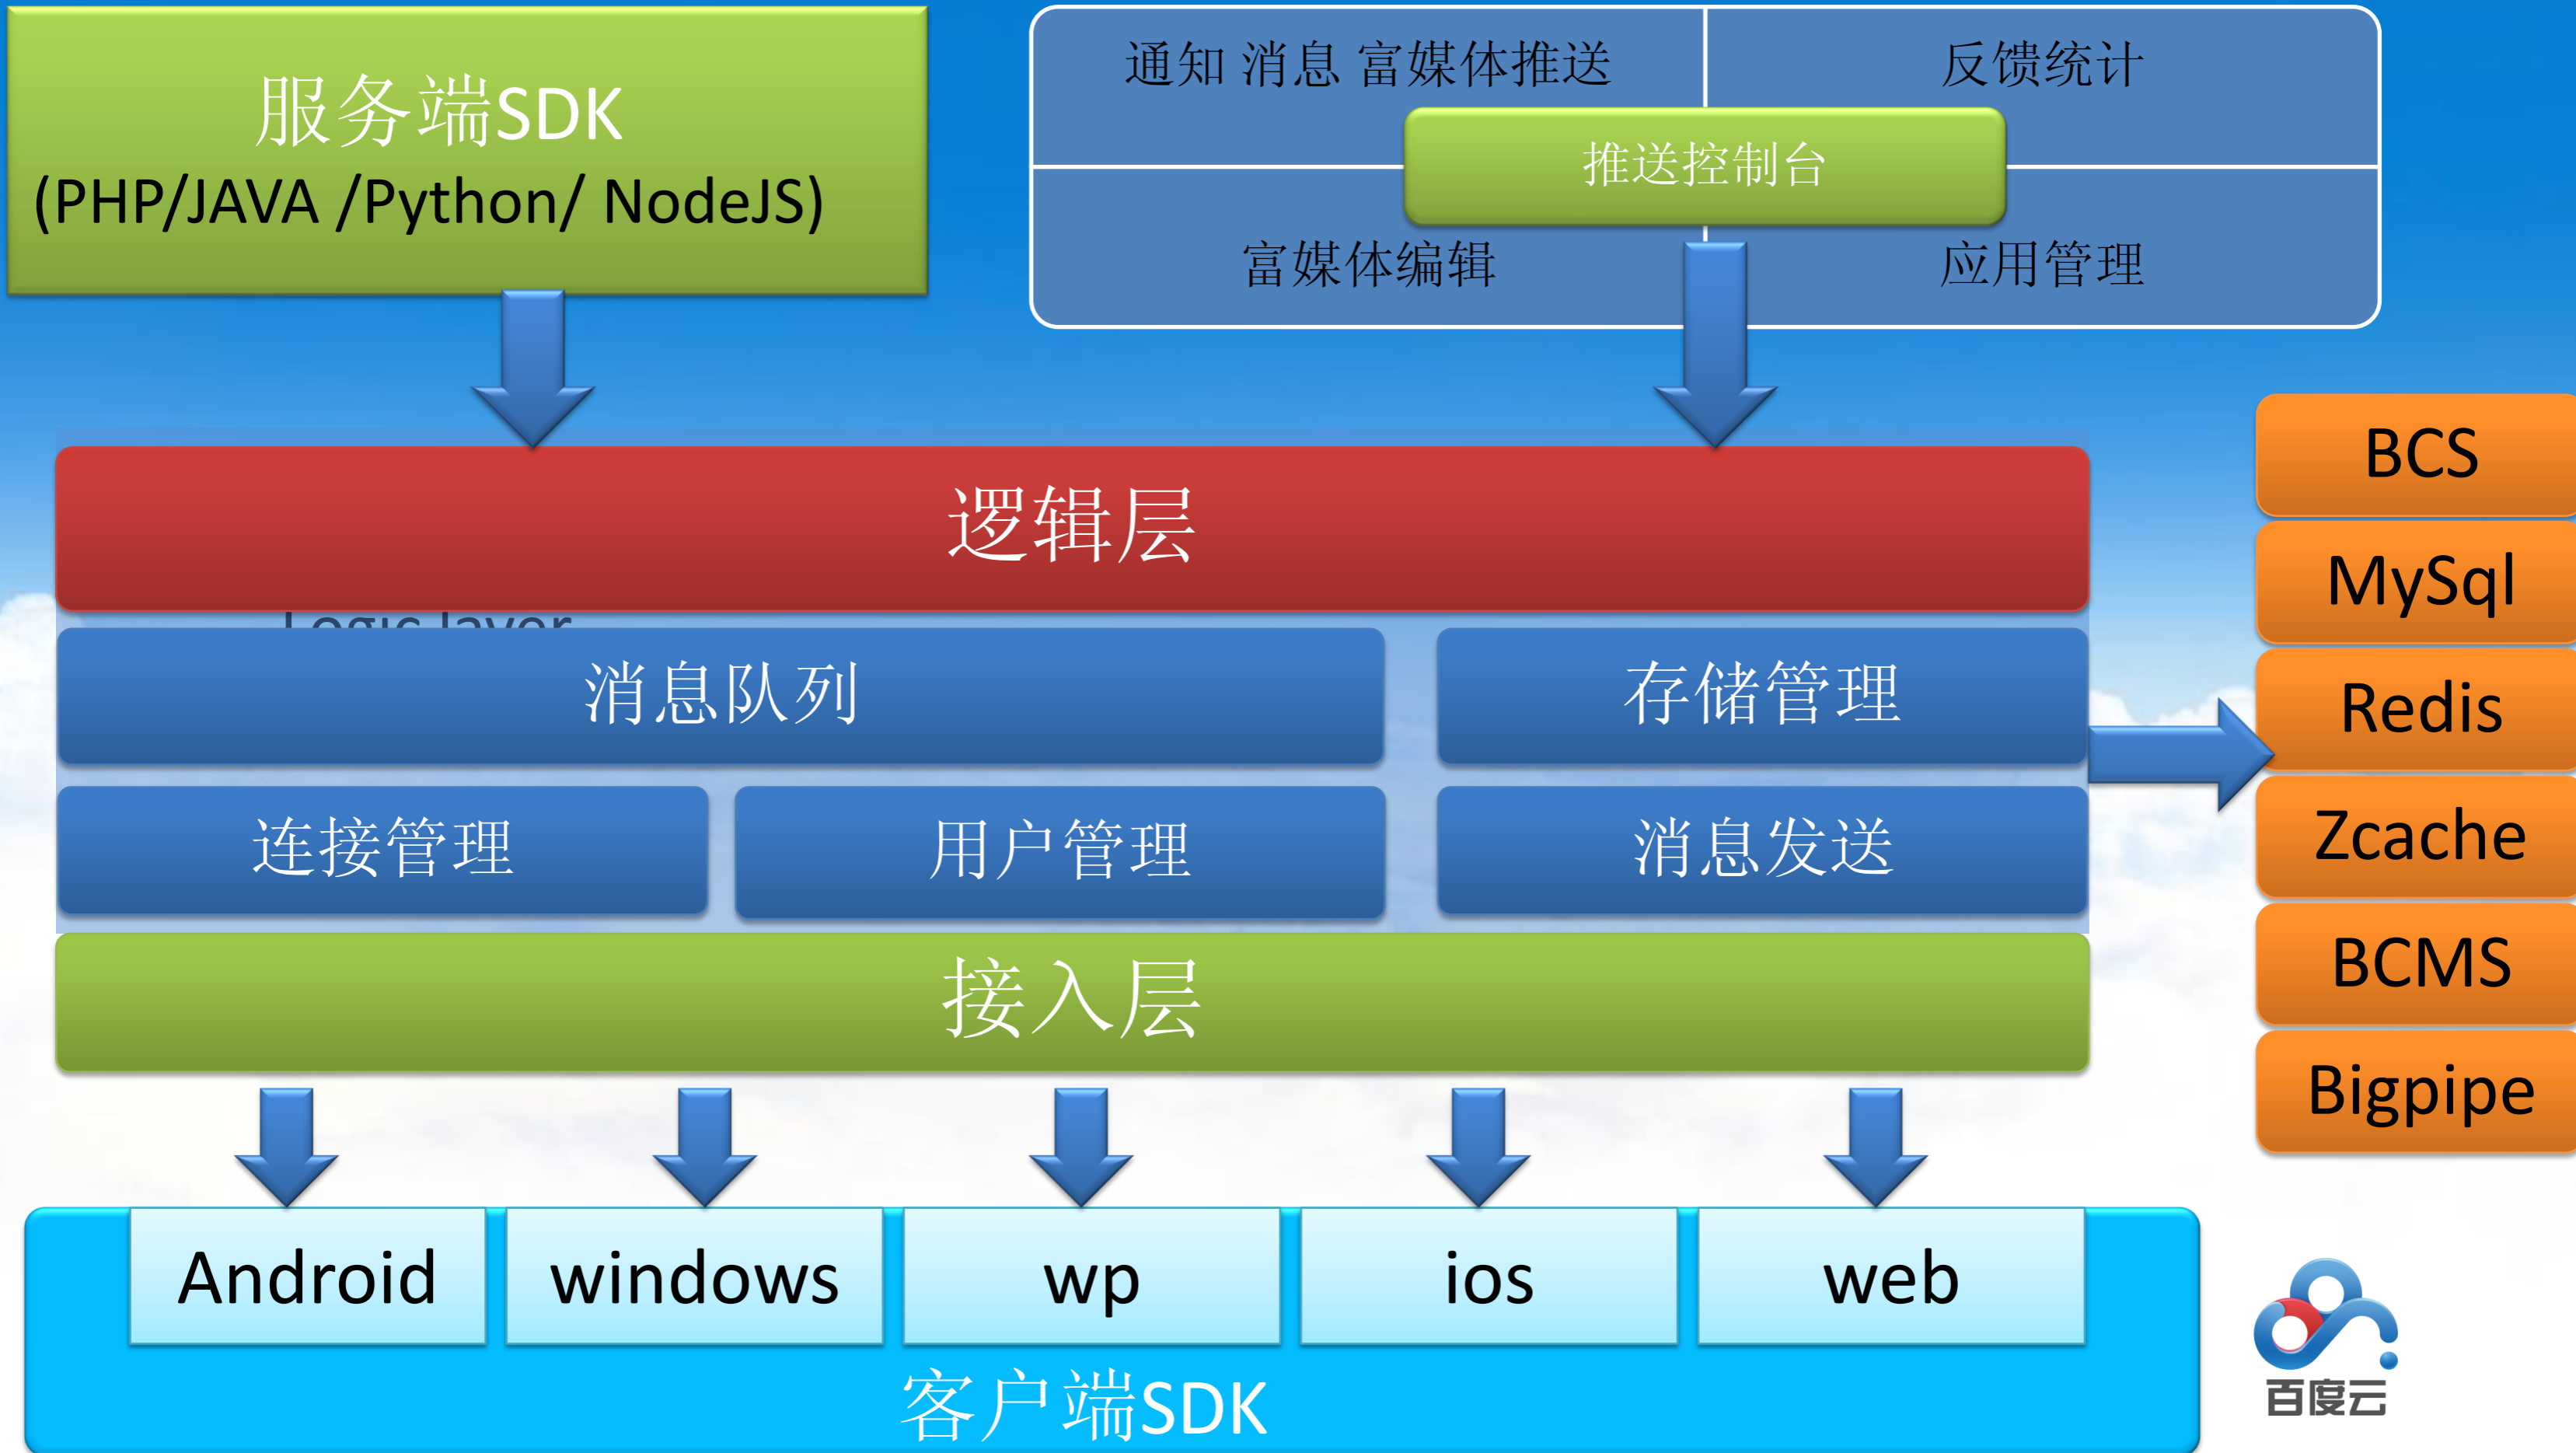 服务端SDK
(PHP/JAVA /Python/ NodeJS)
通知 消息 富媒体推送
反馈统计
推送控制台
富媒体编辑
应用管理
逻辑层
Logic layer
消息队列
存储管理
连接管理
用户管理
消息发送
接入层
BCS
MySql
Redis
Zcache
BCMS
Bigpipe
Android
windows
wp
ios
web
客户端SDK
百度云